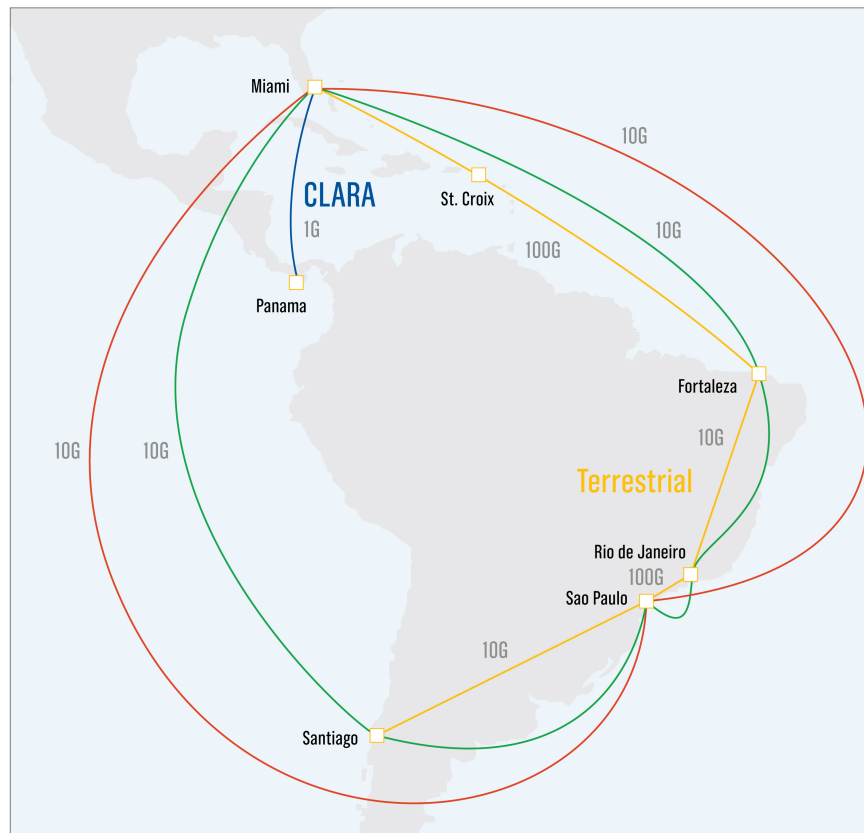 Miami
10G
CLARA
St. Croix
1G
10G
100G
Panama
Fortaleza
10G
10G
10G
Terrestrial
Rio de Janeiro
100G
Sao Paulo
10G
Santiago